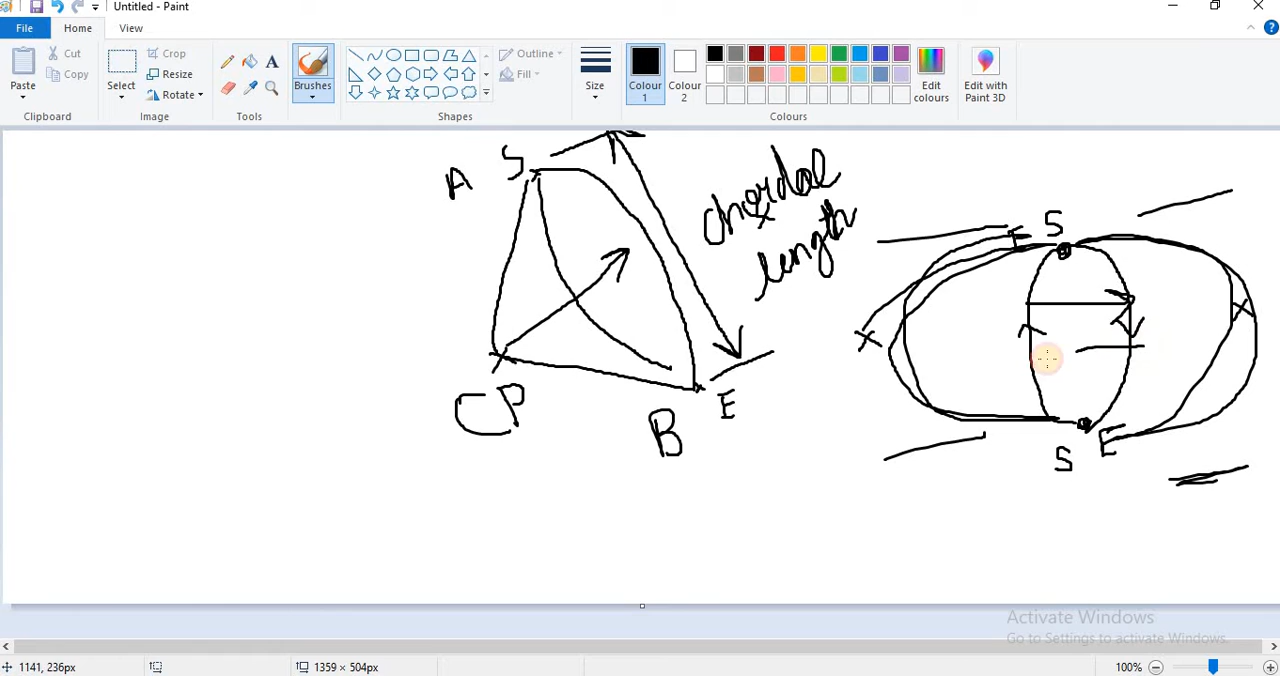 Untitled - Paint
File
Home
View
Cut
Copy
Paste
Clipboard
Crop
Resize
Rotate
Select
Image
A
Tools
Brushes
Outline
Fill
Shapes
Size
Colour
1
Colour
2
Edit
colours
Colours
Edit with
Paint 3D
A
S
chordal
length
CP
B
E
S
E
X
X
S
E
Activate Windows
Go to Settings to activate Windows.
1141, 236px
1359 × 504px
100%